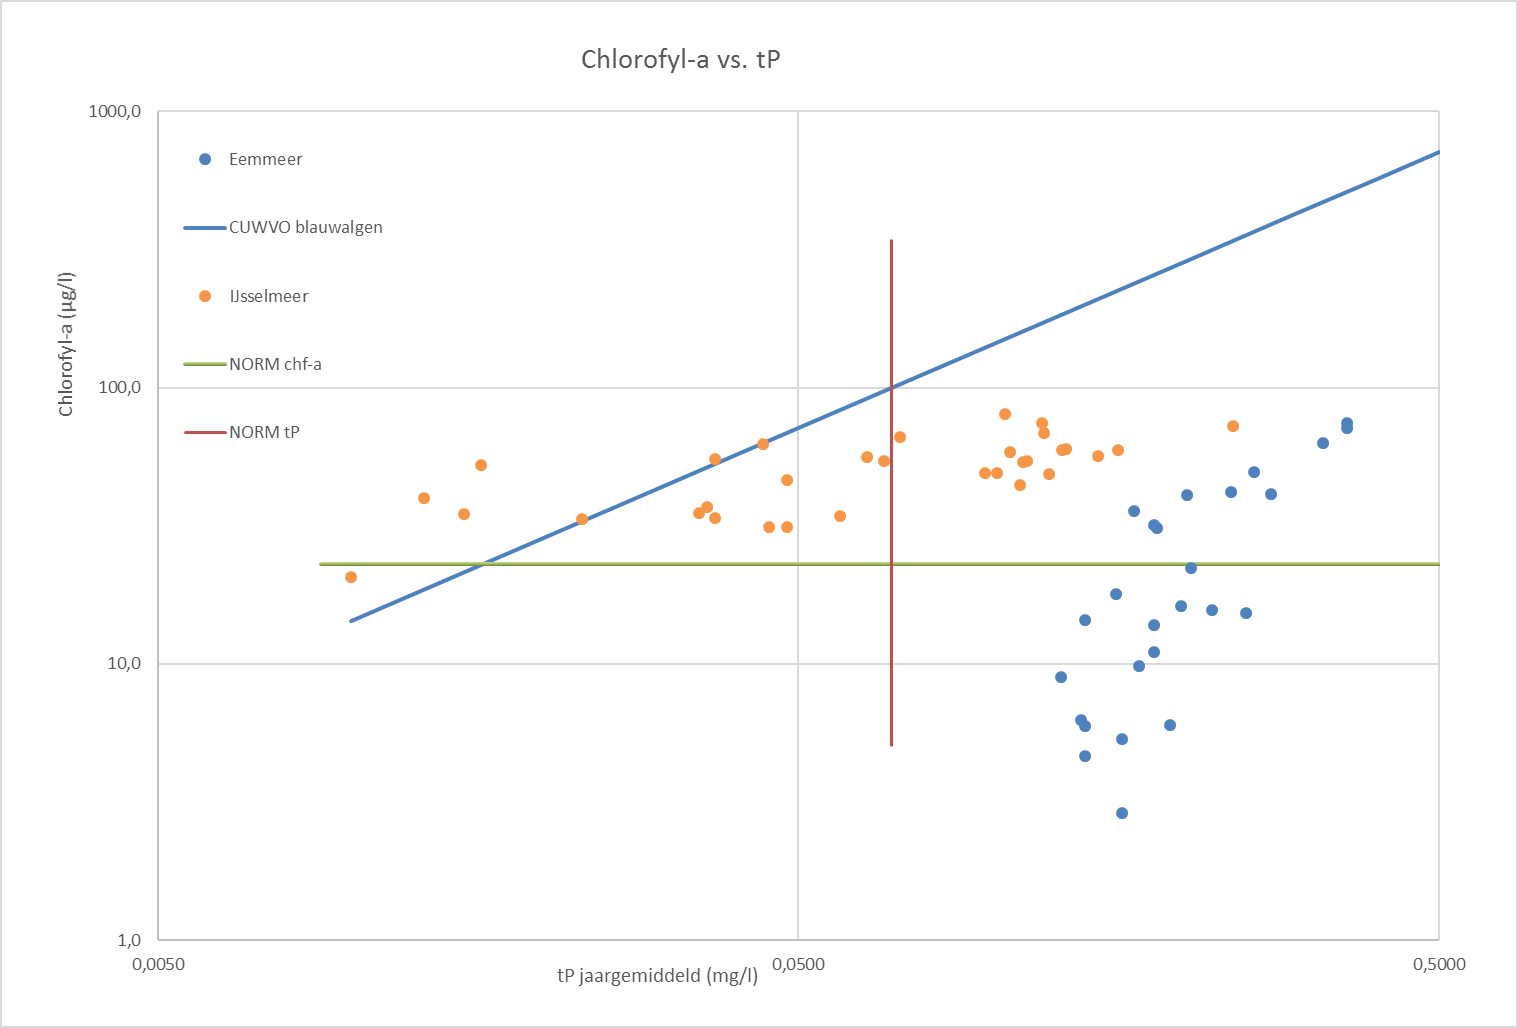 Chlorofyl-a vs. tP
1000,0
100,0
10,0
1,0
Chlorofyl-a (µg/l)
Eemmeer
CUWVO blauwalgen
IJsselmeer
NORM chf-a
NORM tP
0,0050
0,0500
0,5000
tP jaargemiddeld (mg/l)